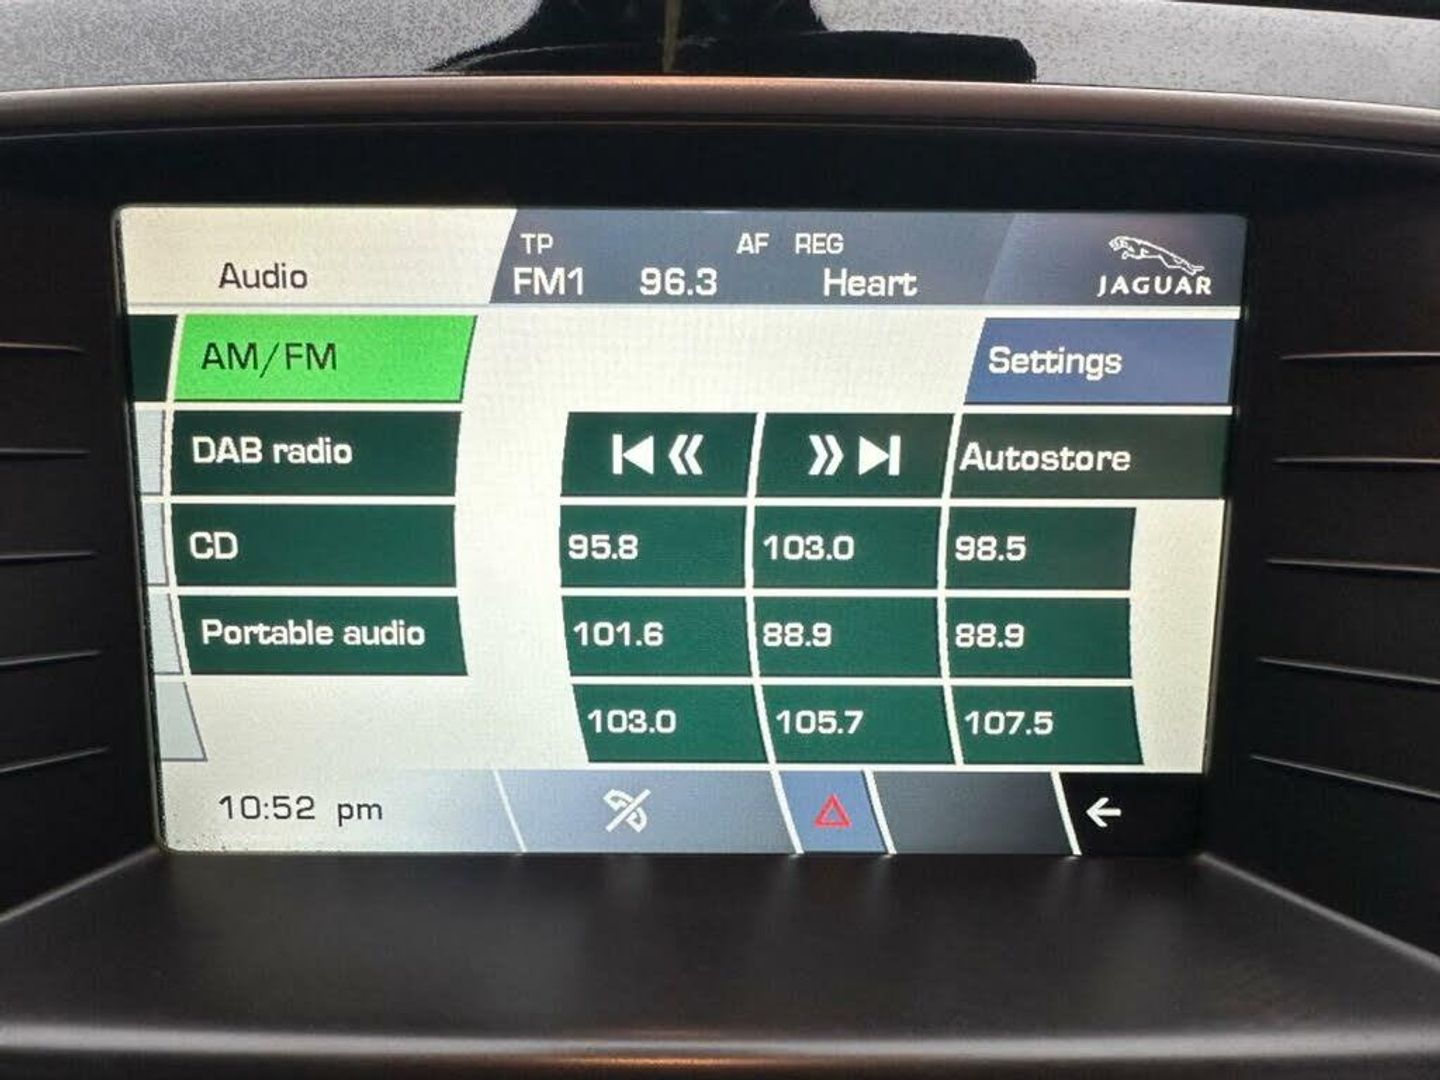 Audio
TP AF REG
FM1 96.3 Heart
JAGUAR
AM/FM
Settings
DAB radio
Autostore
CD
95.8 103.0 98.5
Portable audio
101.6 88.9 88.9
103.0 105.7 107.5
10:52 pm